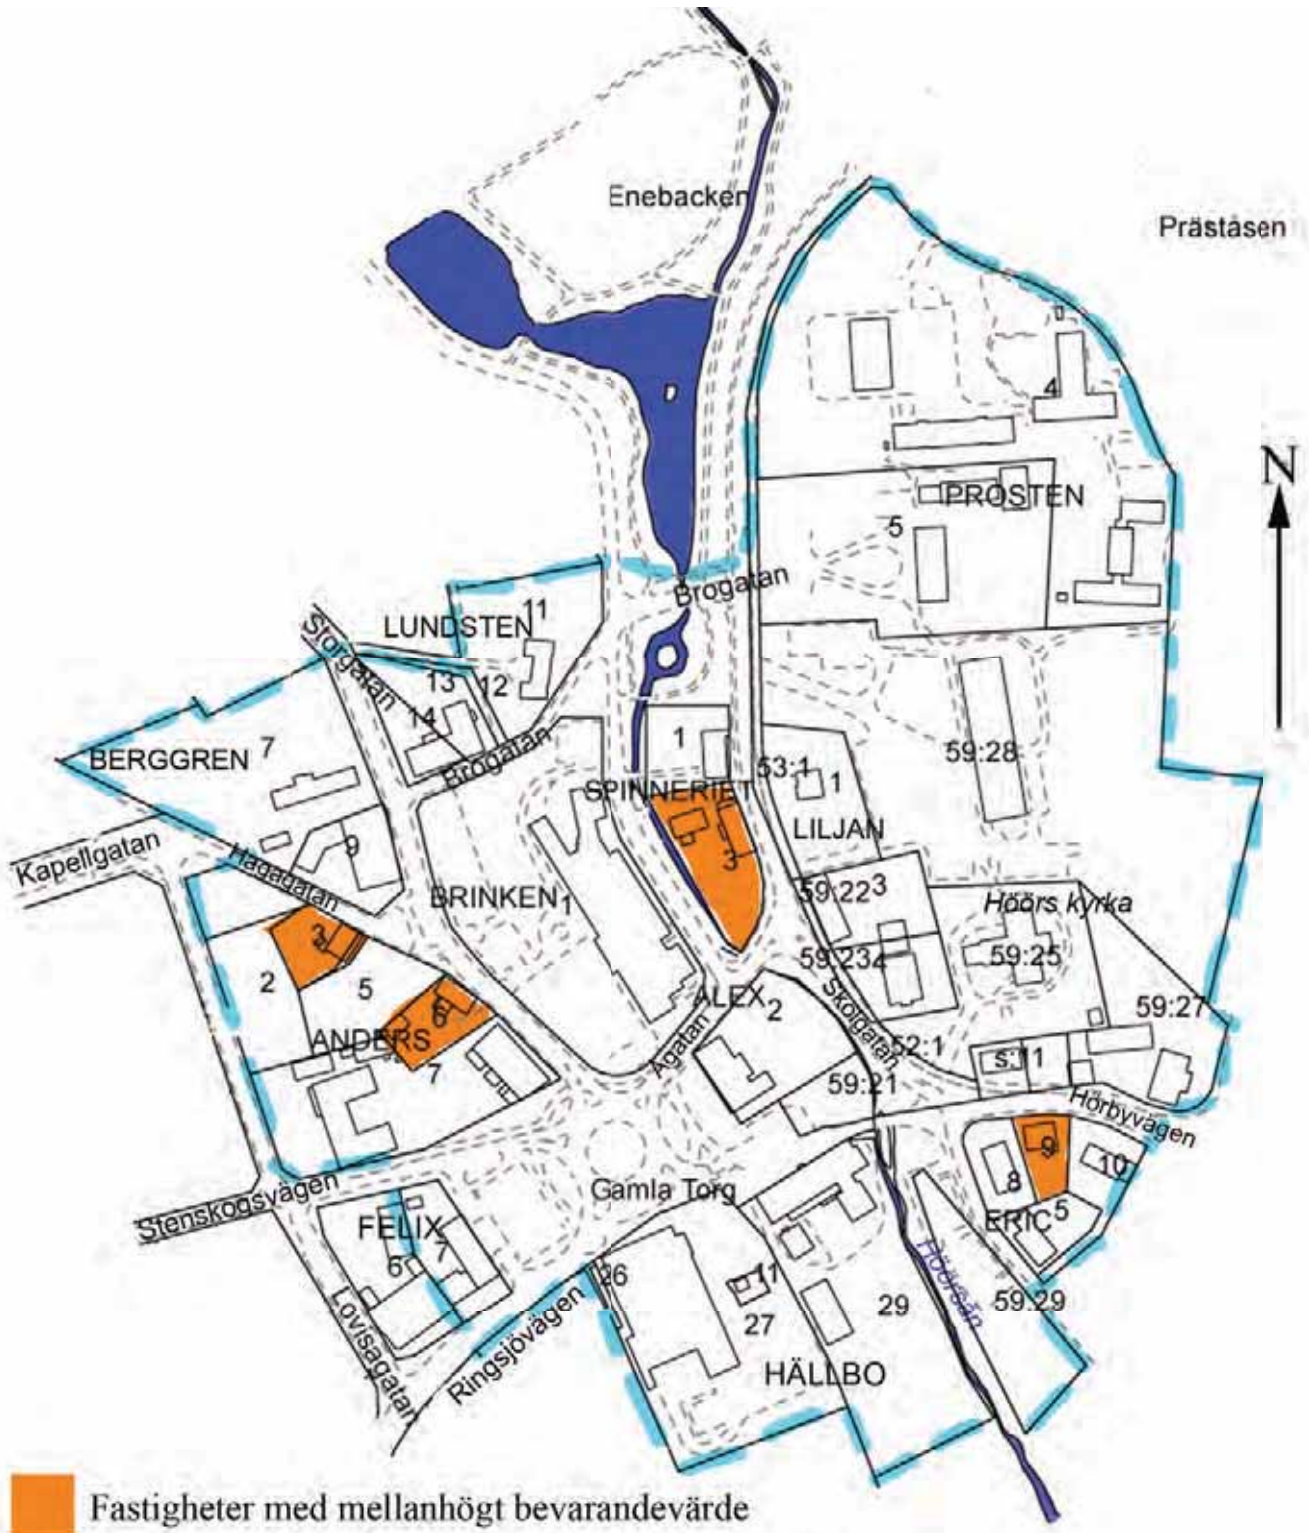 Enebacken
Präståsen
4
N
PROSTEN
5
Brogatan
11
LUNDSTEN
Storgatan
13
12
14
1
BERGGREN 7
Brogatan
53:1
59:28
SPINNERIET
1
LILJAN
Kapellgatan
Hagagatan
9
3
BRINKEN 1
59:22 3
Höörs kyrka
3
59:23
59:25
2
5
ALEX 2
Skolgatan
59:27
6
ANDERS
Ågatan
52:1
7
59:21
s:11
Hörbyvägen
9
10
8
Stenskogsvägen
Gamla Torg
ERIC 5
FELIX
7
6
Höörsån
26
11
29
59:29
27
Lovisagatan
Ringsjövägen
HÄLLBO
Fastigheter med mellanhögt bevarandevärde